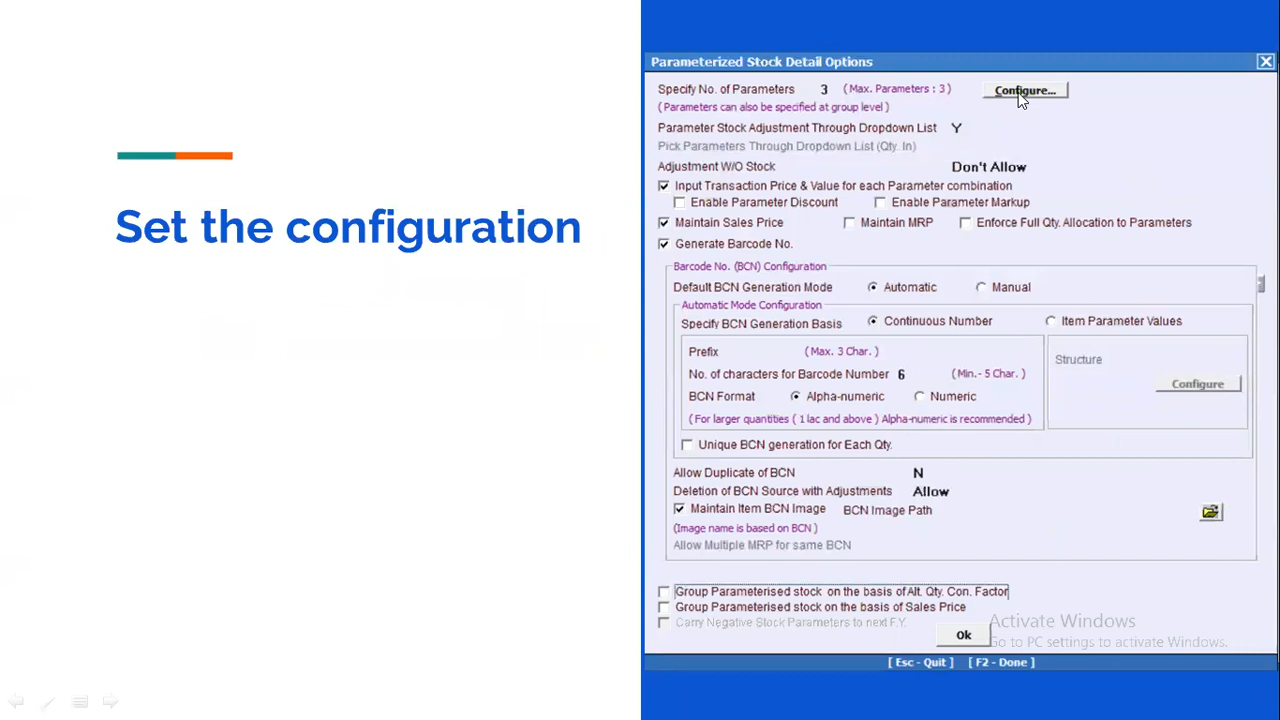 Set the configuration
Parameterized Stock Detail Options
Specify No. of Parameters 3 ( Max. Parameters : 3 ) Configure...
(Parameters can also be specified at group level )
Parameter Stock Adjustment Through Dropdown List Y
Pick Parameters Through Dropdown List (Qty. In)
Adjustment W/O Stock Don't Allow
Input Transaction Price & Value for each Parameter combination
Enable Parameter Discount Enable Parameter Markup
Maintain Sales Price Maintain MRP Enforce Full Qty. Allocation to Parameters
Generate Barcode No.
Barcode No. (BCN) Configuration
Default BCN Generation Mode Automatic Manual
Automatic Mode Configuration
Specify BCN Generation Basis Continuous Number Item Parameter Values
Prefix ( Max. 3 Char. )
Structure
No. of characters for Barcode Number 6 ( Min.- 5 Char. )
Configure
BCN Format Alpha-numeric Numeric
( For larger quantities ( 1 lac and above ) Alpha-numeric is recommended )
Unique BCN generation for Each Qty.
Allow Duplicate of BCN N
Deletion of BCN Source with Adjustments Allow
Maintain Item BCN Image BCN Image Path
(Image name is based on BCN )
Allow Multiple MRP for same BCN
Group Parameterised stock on the basis of Alt. Qty. Con. Factor
Group Parameterised stock on the basis of Sales Price
Carry Negative Stock Parameters to next F.Y.
Ok
Activate Windows
Go to PC settings to activate Windows.
[ Esc - Quit ] [ F2 - Done ]